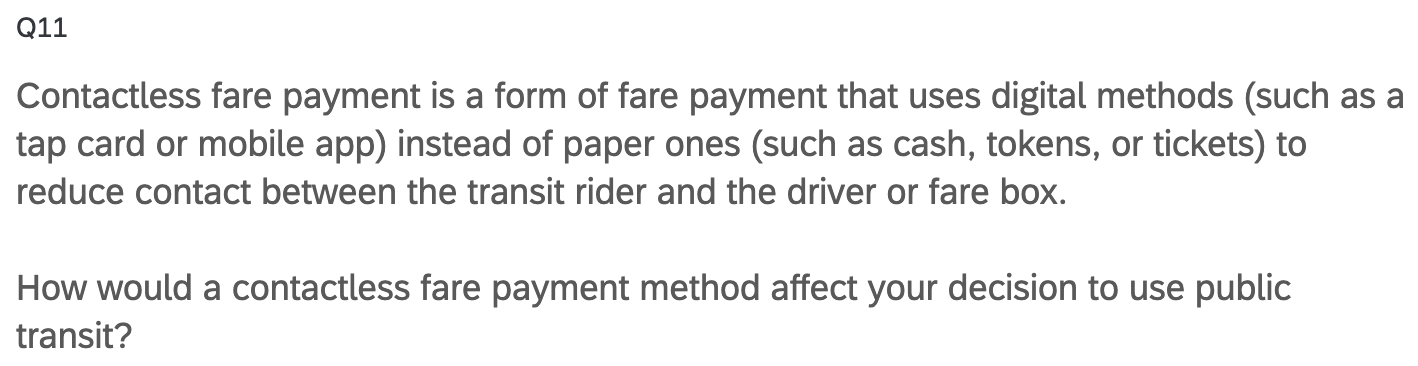 Q11
Contactless fare payment is a form of fare payment that uses digital methods (such as a
tap card or mobile app) instead of paper ones (such as cash, tokens, or tickets) to
reduce contact between the transit rider and the driver or fare box.
How would a contactless fare payment method affect your decision to use public
transit?